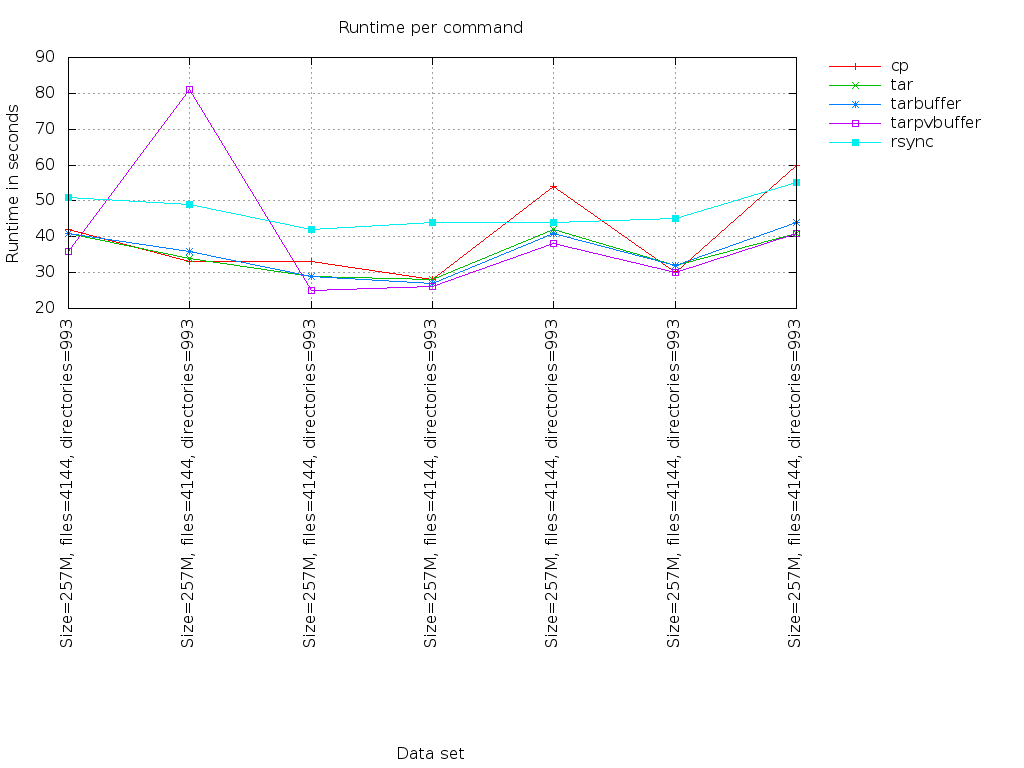 Runtime per command
Runtime in seconds
90
80
70
60
50
40
30
20
cp
tar
tarbuffer
tarpvbuffer
rsync
Size=257M, files=4144, directories=993
Size=257M, files=4144, directories=993
Size=257M, files=4144, directories=993
Size=257M, files=4144, directories=993
Size=257M, files=4144, directories=993
Size=257M, files=4144, directories=993
Size=257M, files=4144, directories=993
Data set